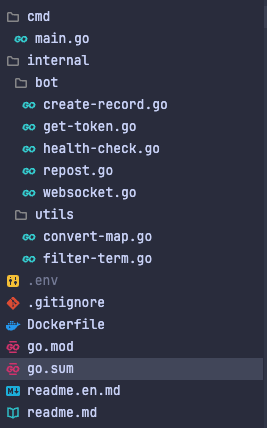 cmd
main.go
internal
bot
create-record.go
get-token.go
health-check.go
repost.go
websocket.go
utils
convert-map.go
filter-term.go
.env
.gitignore
Dockerfile
go.mod
go.sum
readme.en.md
readme.md